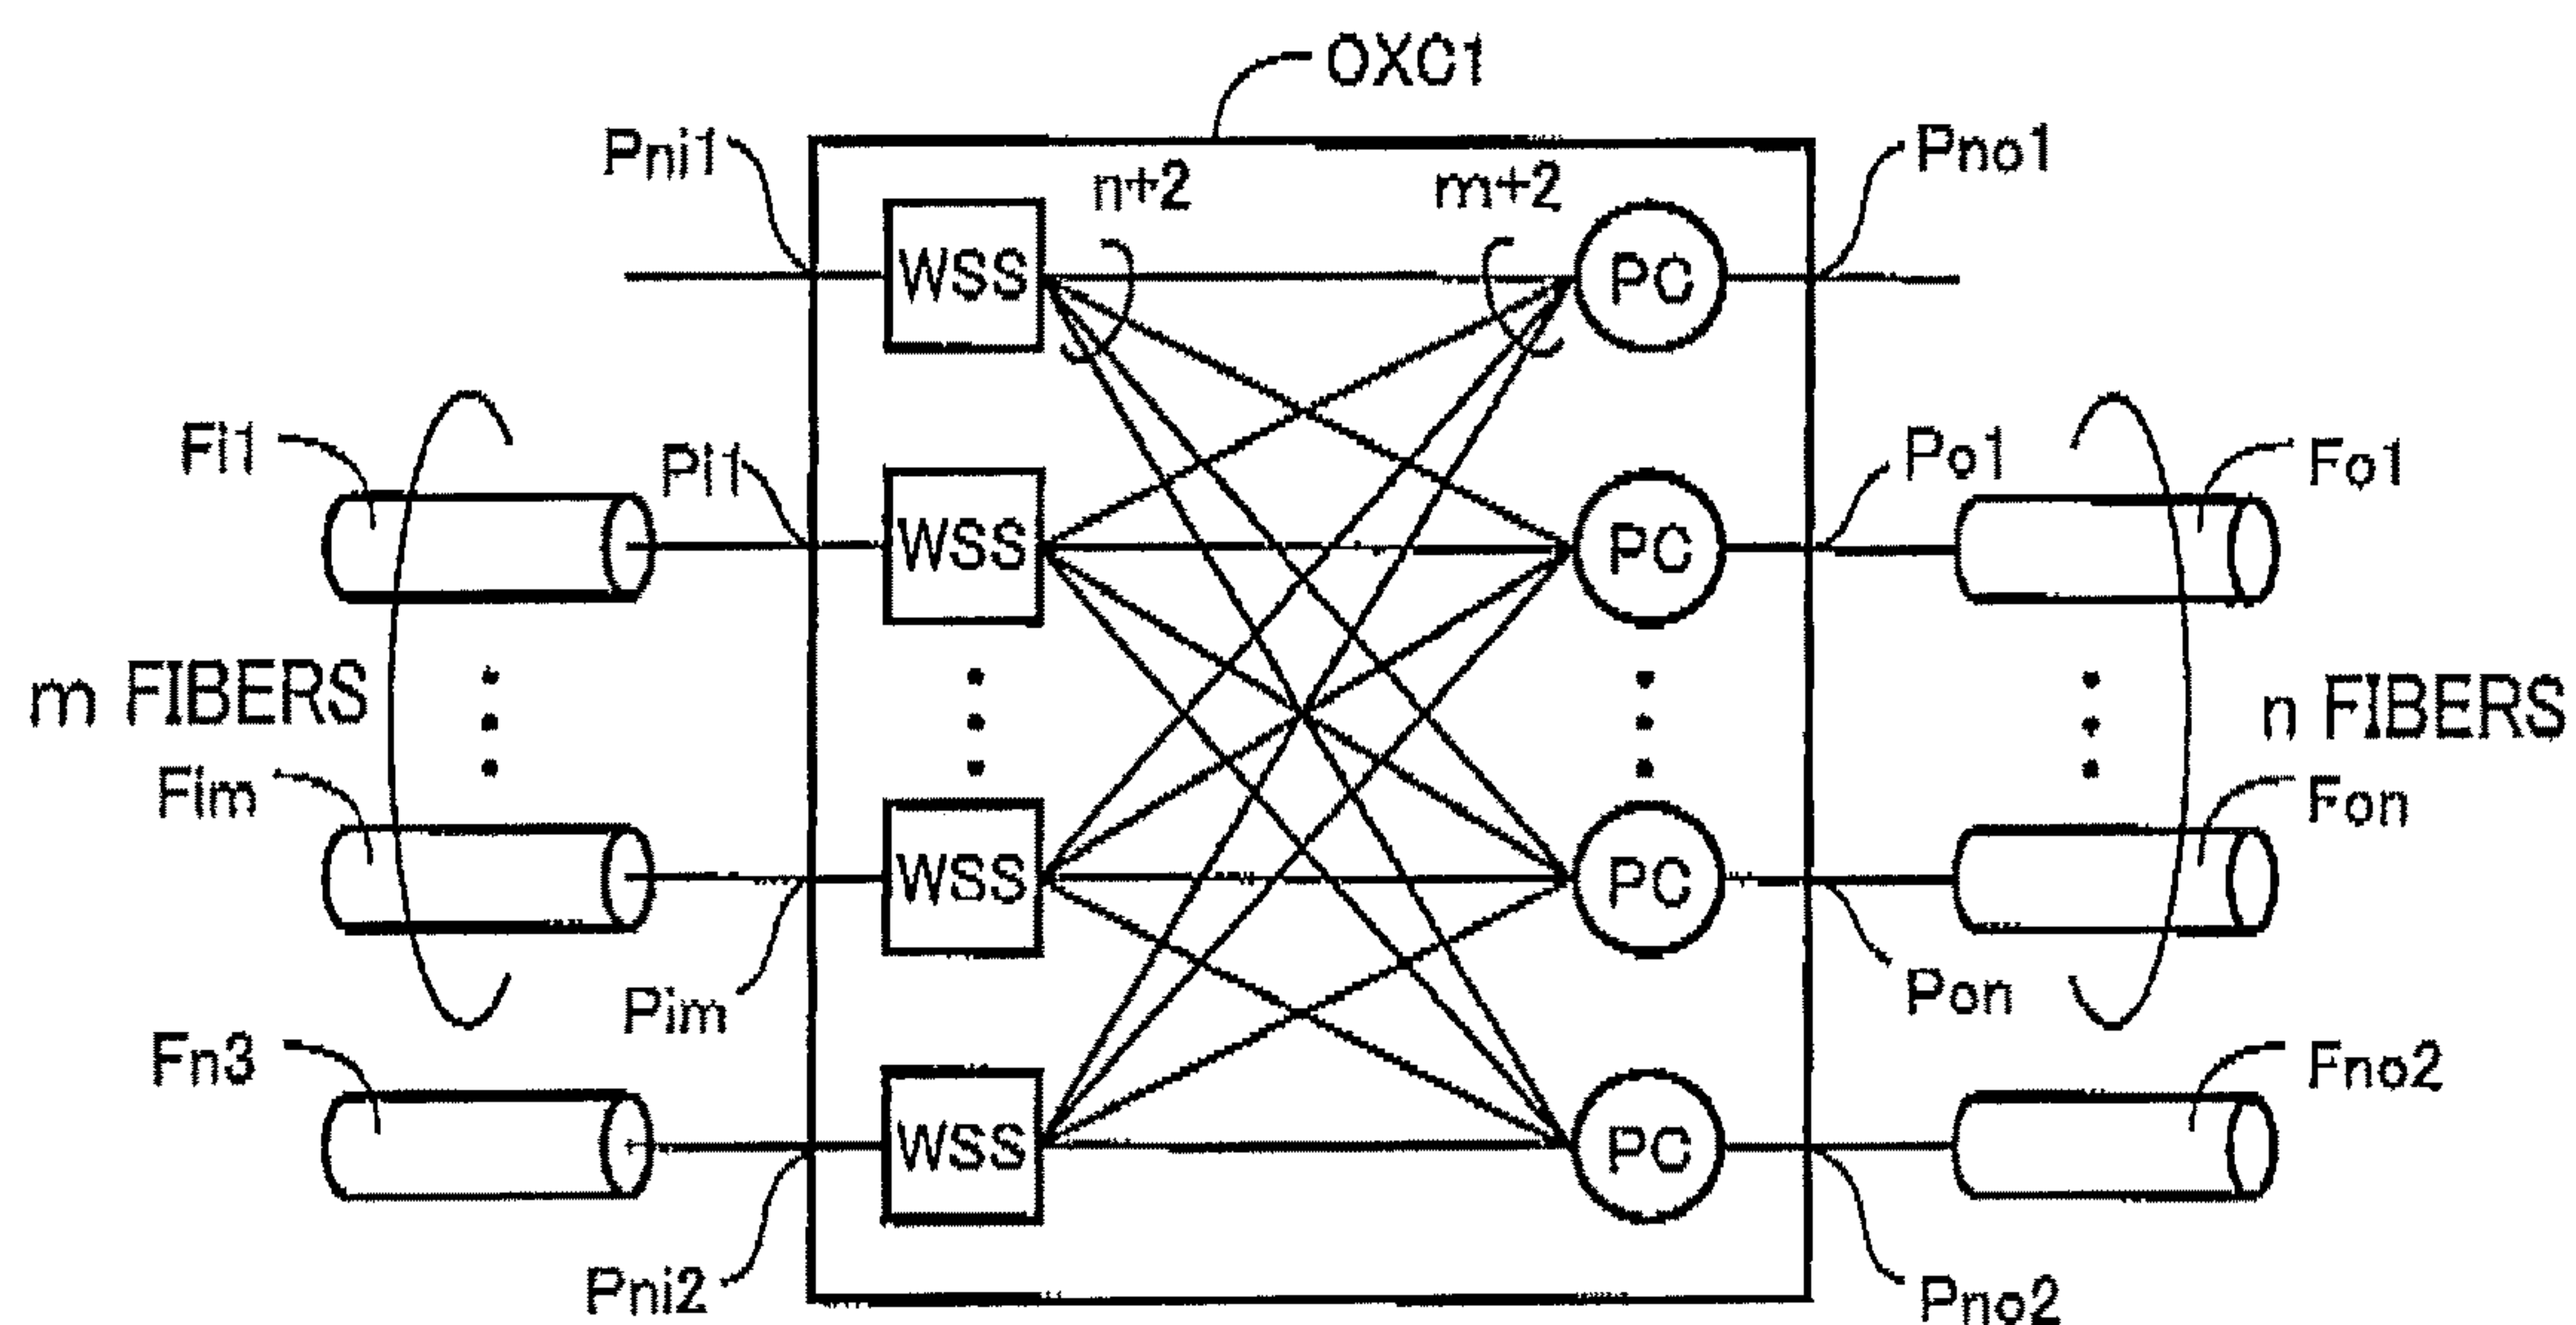 OXC1
Pni1
n+2
m+2
Pno1
WSS
PC
Fi1
Pi1
Po1
Fo1
WSS
PC
m FIBERS
n FIBERS
Fim
Fon
WSS
PC
Pim
Pon
Fn3
Fno2
WSS
PC
Pni2
Pno2